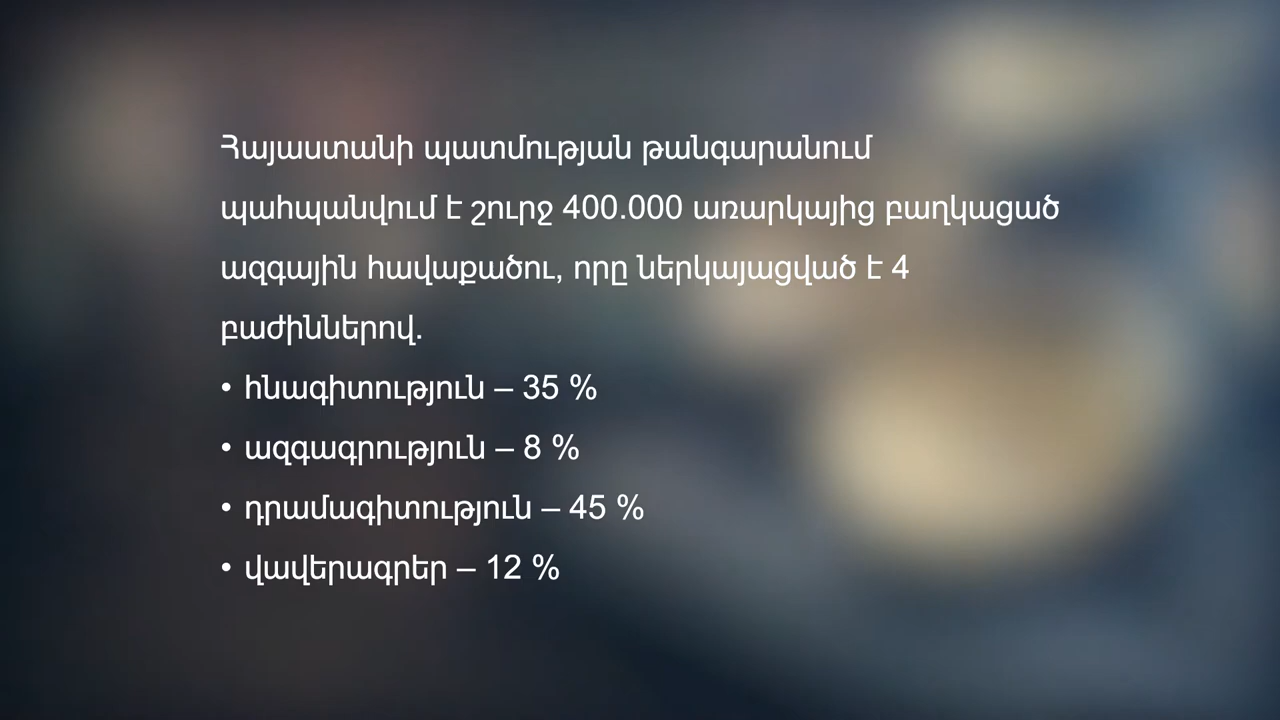 Հայաստանի պատմության թանգարանում
պահպանվում է շուրջ 400.000 առարկայից բաղկացած
ազգային հավաքածու, որը ներկայացված է 4
բաժիններով.
• հնագիտություն – 35 %
• ազգագրություն – 8 %
• դրամագիտություն – 45 %
• վավերագրեր – 12 %